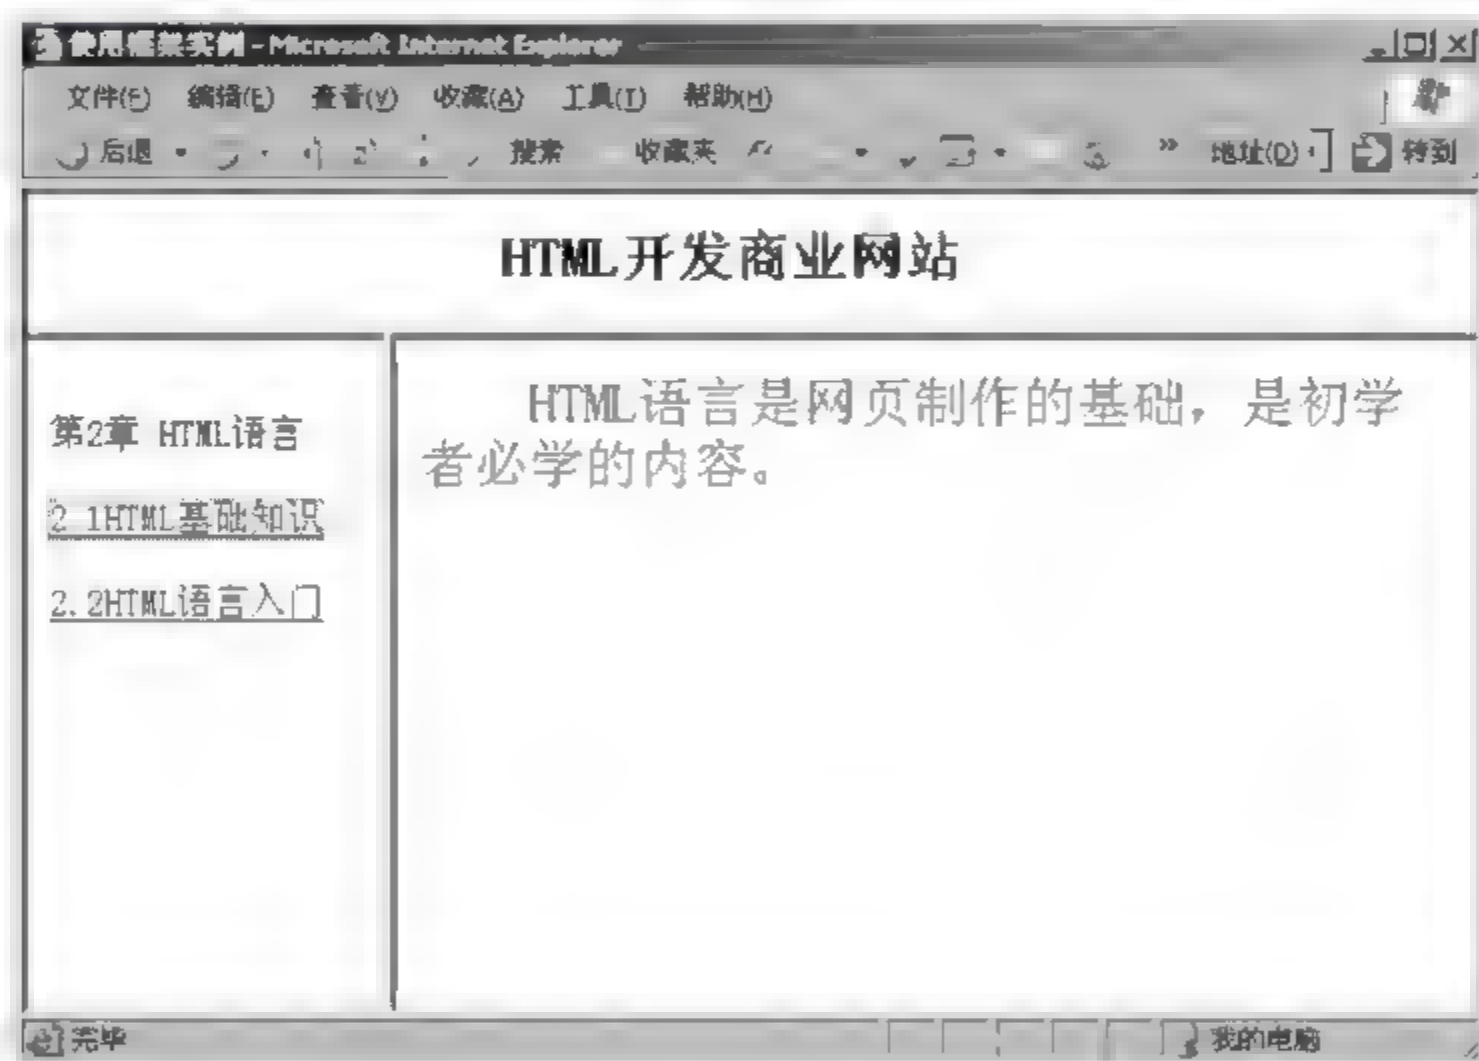 使用框架实例 - Microsoft Internet Explorer
文件(F) 编辑(E) 查看(V) 收藏(A) 工具(T) 帮助(H)
后退 搜索 收藏夹 » 地址(D) 转到
HTML开发商业网站
第2章 HTML语言
2.1HTML基础知识
2.2HTML语言入门
HTML语言是网页制作的基础，是初学
者必学的内容。
完毕 我的电脑